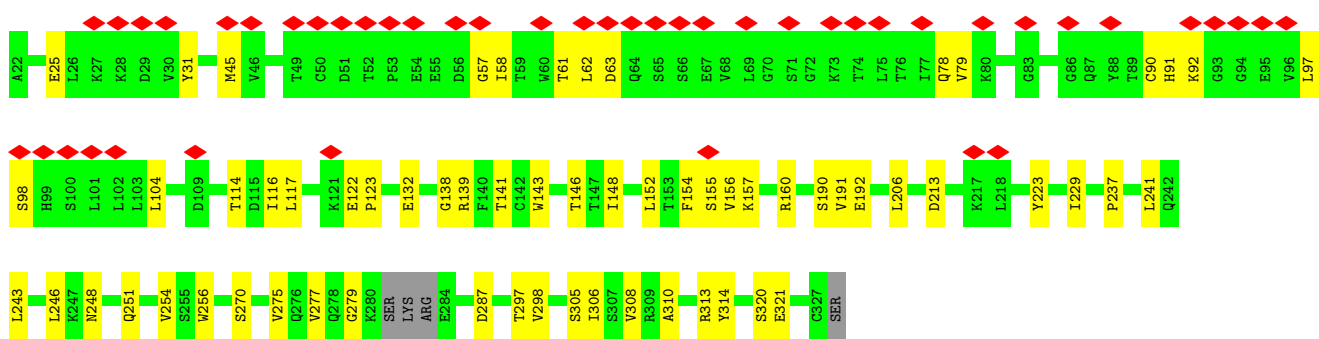 A22 E25 L26 K27 K28 D29 V30 Y31 M45 V46 T49 C50 D51 T52 P53 E54 E55 D56 G57 I58 T59 W60 T61 L62 D63 Q64 S65 S66 E67 V68 L69 G70 S71 G72 K73 T74 L75 T76 I77 Q78 V79 K80 G83 G86 Q87 Y88 T89 C90 H91 K92 G93 G94 E95 V96 L97
S98 H99 S100 L101 L102 L103 L104 D109 T114 D115 I116 L117 K121 E122 P123 E132 G138 R139 F140 T141 C142 W143 T146 T147 I148 L152 T153 F154 S155 V156 K157 R160 S190 V191 E192 L206 D213 K217 L218 Y223 I229 P237 L241 Q242
L243 L246 K247 N248 Q251 V254 S255 W256 S270 V275 Q276 V277 Q278 G279 K280 SER LYS ARG E284 D287 T297 V298 S305 I306 S307 V308 R309 A310 R313 Y314 S320 E321 C327 SER